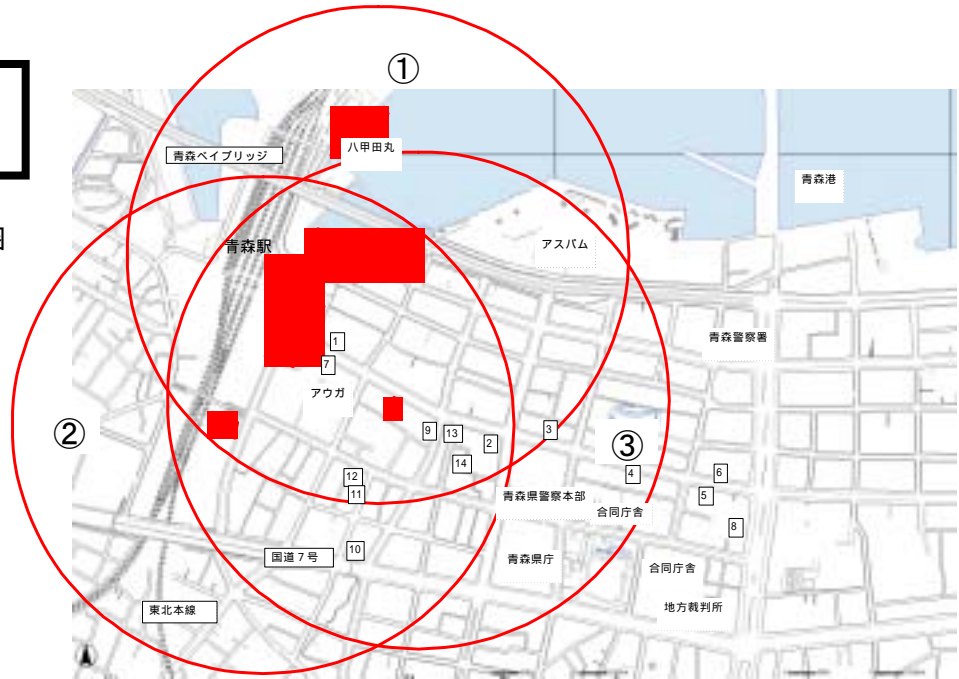 ①
八甲田丸
青森ベイブリッジ
青森港
青森駅
アスパム
青森警察署
1
7
アウガ
②
9
13
2
3
③
14
12
11
4
6
5
青森県警察本部
合同庁舎
8
10
国道7号
青森県庁
合同庁舎
地方裁判所
東北本線